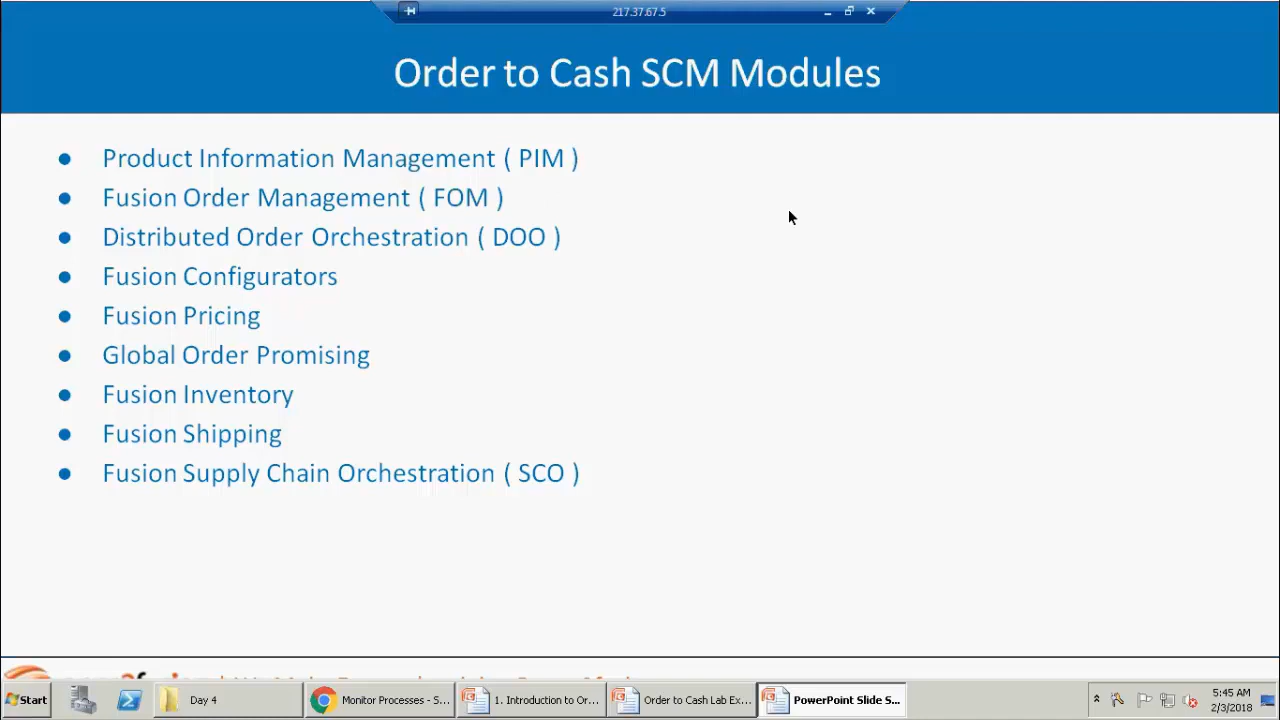 217.37.67.5
Order to Cash SCM Modules
● Product Information Management ( PIM )
● Fusion Order Management ( FOM )
● Distributed Order Orchestration ( DOO )
● Fusion Configurators
● Fusion Pricing
● Global Order Promising
● Fusion Inventory
● Fusion Shipping
● Fusion Supply Chain Orchestration ( SCO )
Start
Day 4
Monitor Processes - S...
1. Introduction to Or...
Order to Cash Lab Ex...
PowerPoint Slide S...
5:45 AM
2/3/2018